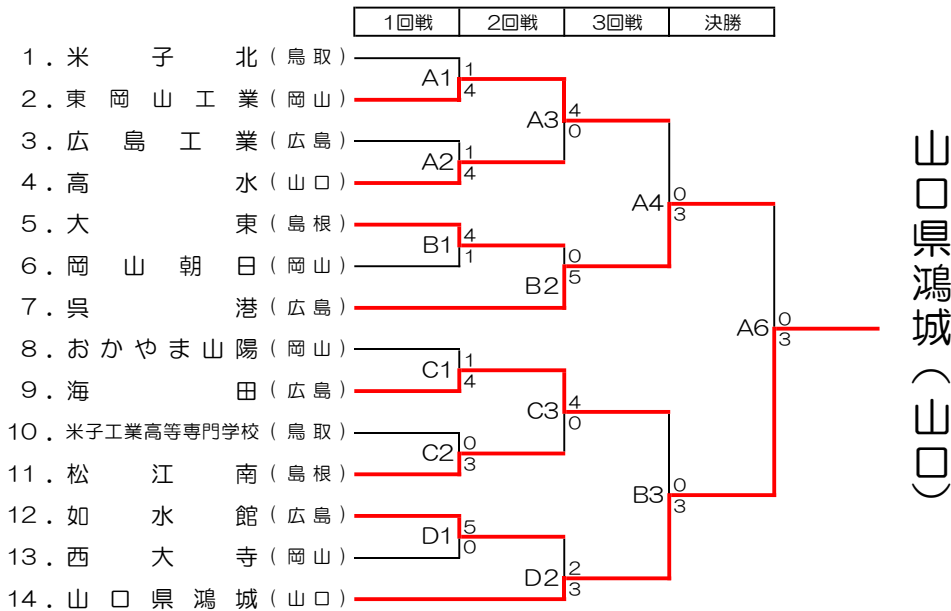 1回戦 2回戦 3回戦 決勝
1．米子北（鳥取）
2．東岡山工業（岡山）
3．広島工業（広島）
4．高水（山口）
5．大東（島根）
6．岡山朝日（岡山）
7．呉港（広島）
8．おかやま山陽（岡山）
9．海田（広島）
10．米子工業高等専門学校（鳥取）
11．松江南（島根）
12．如水館（広島）
13．西大寺（岡山）
14．山口県鴻城（山口）
A1 1 4
A2 1 4
B1 4 1
C1 1 4
C2 0 3
D1 5 0
A3 4 0
B2 0 5
C3 4 0
D2 2 3
A4 0 3
B3 0 3
A6 0 3
山口県鴻城（山口）